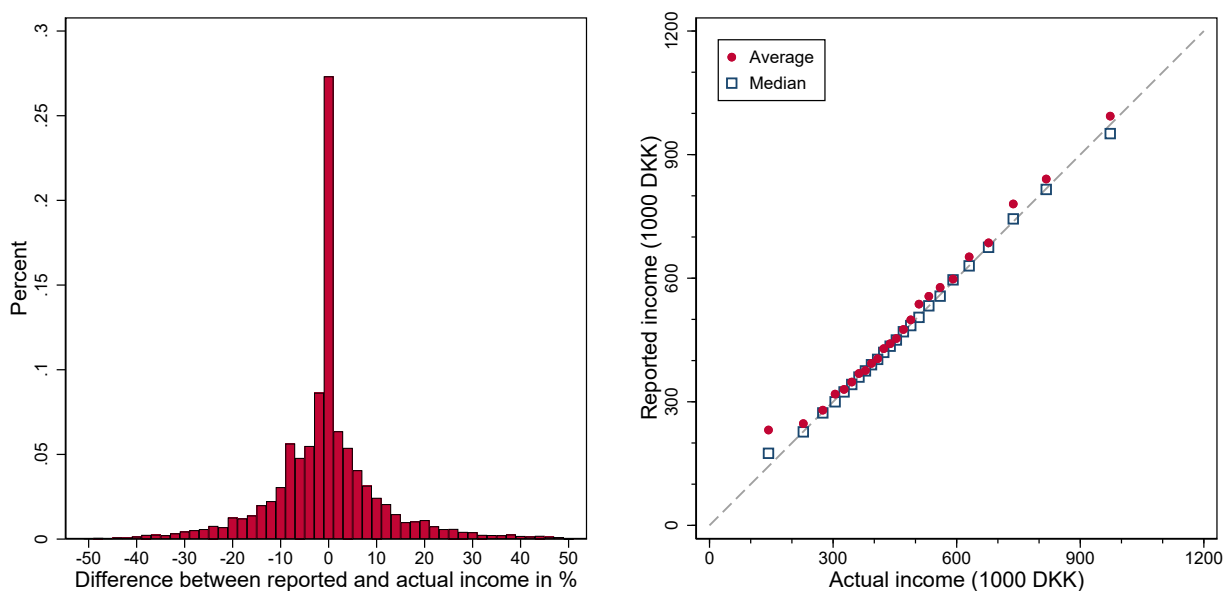 Percent
.3
.25
.2
.15
.1
.05
0
-50 -40 -30 -20 -10 0 10 20 30 40 50
Difference between reported and actual income in %
Reported income (1000 DKK)
1200
900
600
300
0
Average
Median
0 300 600 900 1200
Actual income (1000 DKK)